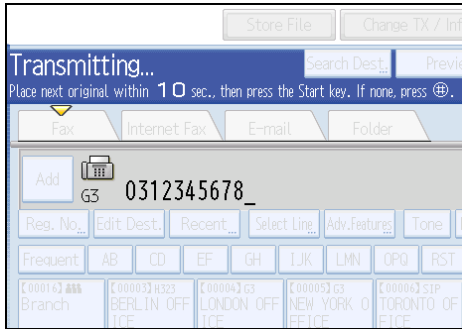 Store File Change TX / Inf
Transmitting... Search Dest. Previe
Place next original within 10 sec., then press the Start key. If none, press ⊕.
Fax Internet Fax E-mail Folder
Add G3 0312345678_
Reg. No. Edit Dest. Recent Select Line Adv.Features Tone
Frequent AB CD EF GH IJK LMN OPQ RST
[00016] [00003]H323 [00004]G3 [00005]G3 [00006]SIP
Branch BERLIN OFF LONDON OFF NEW YORK O TORONTO OF
ICE ICE FFICE FICE